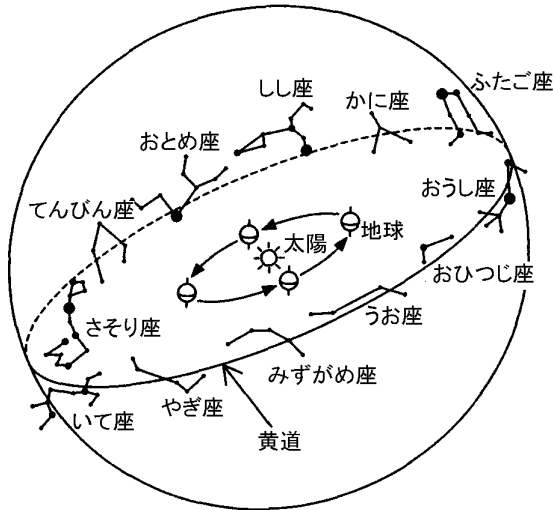 ふたご座
しし座
かに座
おとめ座
おうし座
てんびん座
太陽
地球
おひつじ座
さそり座
うお座
みずがめ座
やぎ座
いて座
黄道